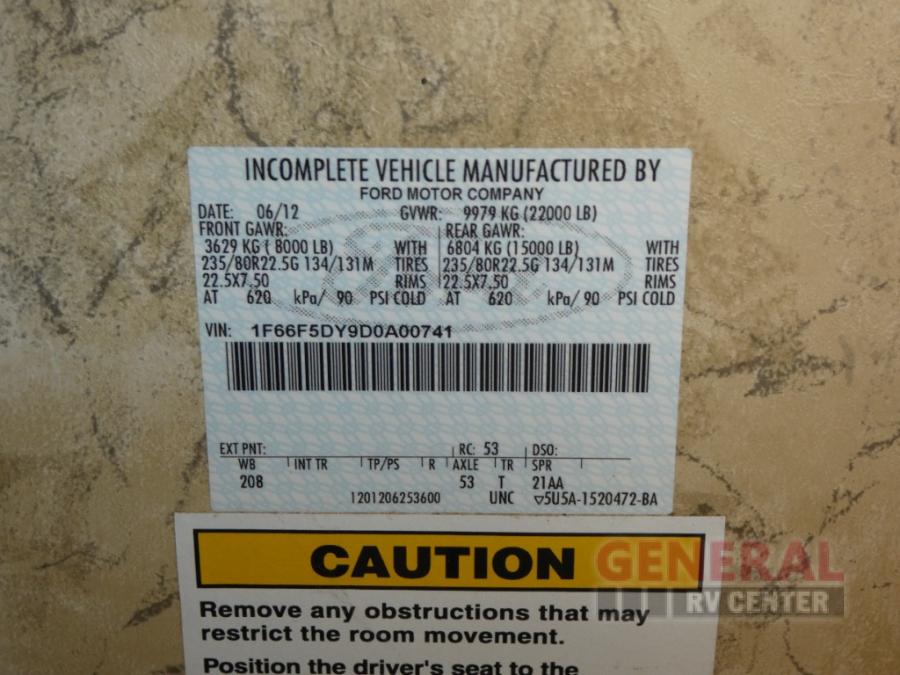 INCOMPLETE VEHICLE MANUFACTURED BY
FORD MOTOR COMPANY
DATE: 06/12 GVWR: 9979 KG (22000 LB)
FRONT GAWR: REAR GAWR:
3629 KG ( 8000 LB) WITH 6804 KG (15000 LB) WITH
235/80R22.5G 134/131M TIRES 235/80R22.5G 134/131M TIRES
22.5X7.50 RIMS 22.5X7.50 RIMS
AT 620 kPa/ 90 PSI COLD AT 620 kPa/ 90 PSI COLD
VIN: 1F66F5DY9D0A00741
EXT PNT: RC: 53 DSO:
WB INT TR TP/PS R AXLE TR SPR
208 53 T 21AA
1201206253600 UNC ▽5U5A-1520472-BA
CAUTION
Remove any obstructions that may
restrict the room movement.
Position the driver's seat to the
GENERAL
RV CENTER